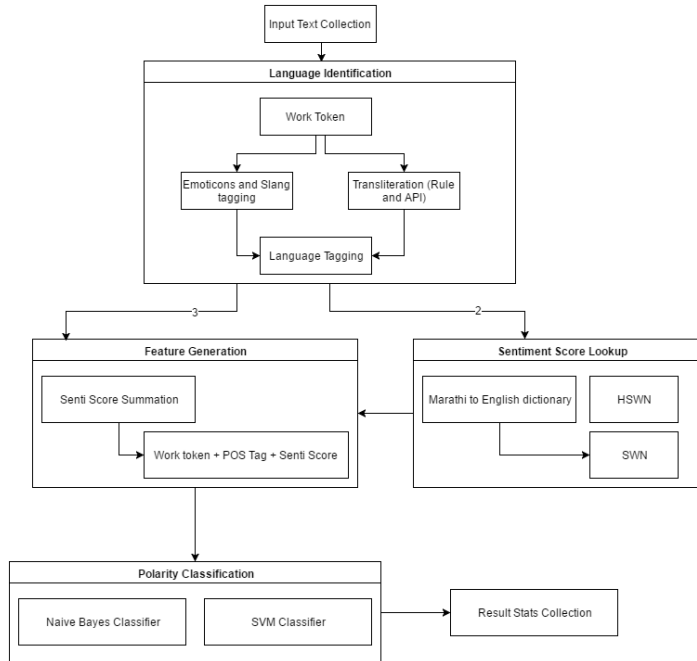 Input Text Collection
Language Identification
Work Token
Emoticons and Slang
tagging
Transliteration (Rule
and API)
Language Tagging
3
2
Feature Generation
Senti Score Summation
Work token + POS Tag + Senti Score
Sentiment Score Lookup
Marathi to English dictionary
HSWN
SWN
Polarity Classification
Naive Bayes Classifier
SVM Classifier
Result Stats Collection